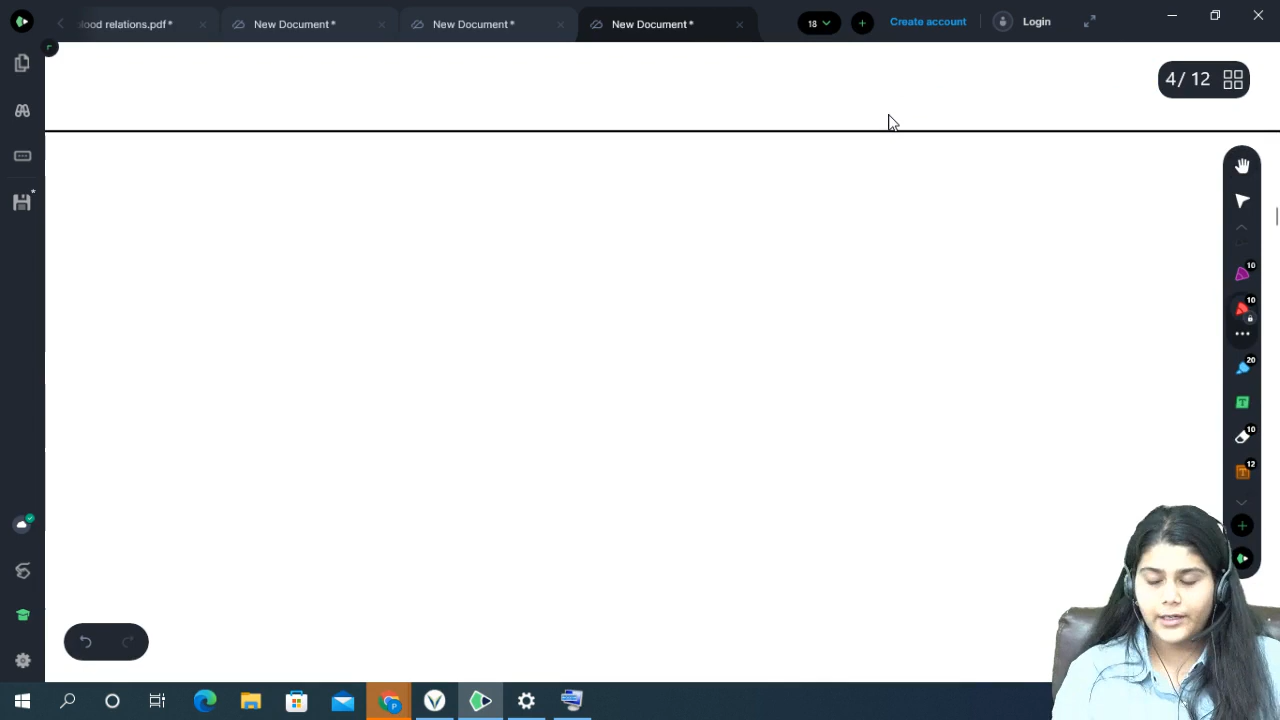 blood relations.pdf*
New Document*
New Document*
New Document*
18
Create account
Login
4/ 12
10
10
20
T
10
12
T
P